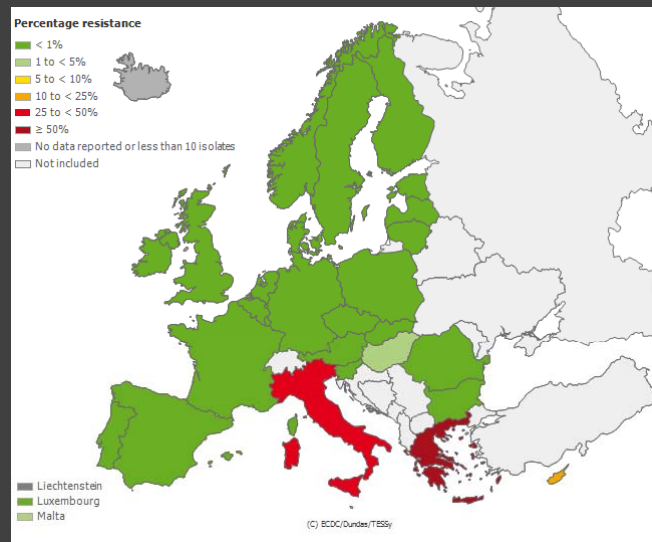 Percentage resistance
< 1%
1 to < 5%
5 to < 10%
10 to < 25%
25 to < 50%
≥ 50%
No data reported or less than 10 isolates
Not included
Liechtenstein
Luxembourg
Malta
(C) ECDC/Dundas/TESSy